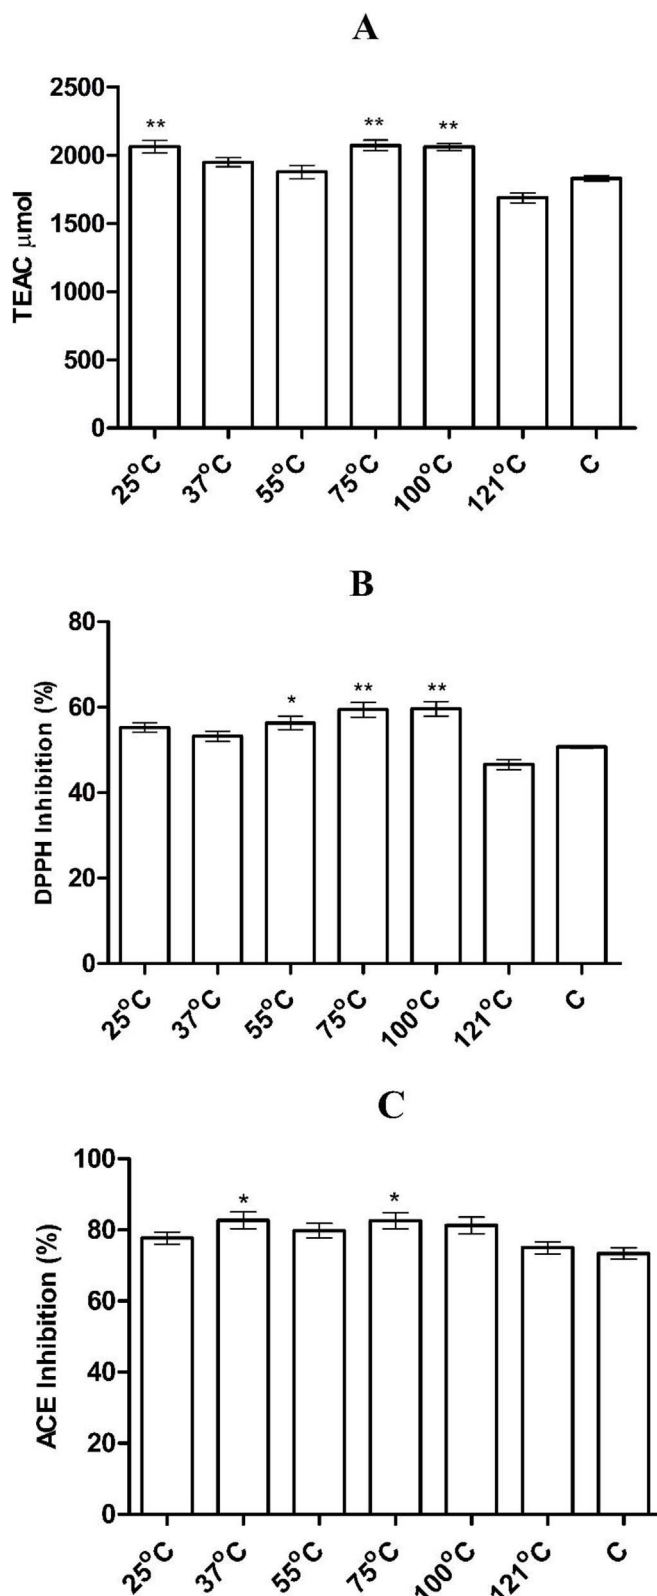 A
TEAC μmol
2500
2000
1500
1000
500
0
** ** **
25°C 37°C 55°C 75°C 100°C 121°C C
B
DPPH Inhibition (%)
80
60
40
20
0
* ** **
25°C 37°C 55°C 75°C 100°C 121°C C
C
ACE Inhibition (%)
100
80
60
40
20
0
* *
25°C 37°C 55°C 75°C 100°C 121°C C